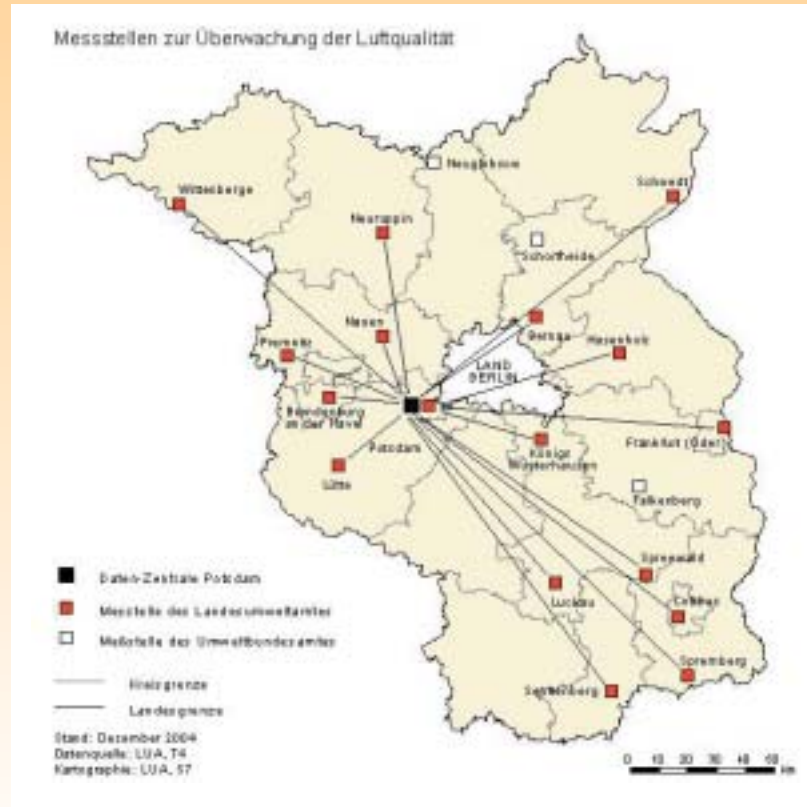 Messstellen zur Überwachung der Luftqualität
Neuglobsow
Wittenberge
Schwedt
Neuruppin
Schorfheide
Nauen
Bernau
Hasenholz
Premnitz
LAND
BERLIN
Brandenburg
an der Havel
Potsdam
Königs
Wusterhausen
Frankfurt (Oder)
Lütte
Falkenberg
Spreewald
Luckau
Cottbus
Spremberg
Senftenberg
Daten-Zentrale Potsdam
Messtelle des Landesumweltamtes
Meßstelle des Umweltbundesamtes
Kreisgrenze
Landesgrenze
Stand: Dezember 2004
Datenquelle: LUA, T4
Kartographie: LUA, S7
0 10 20 30 40 50
km